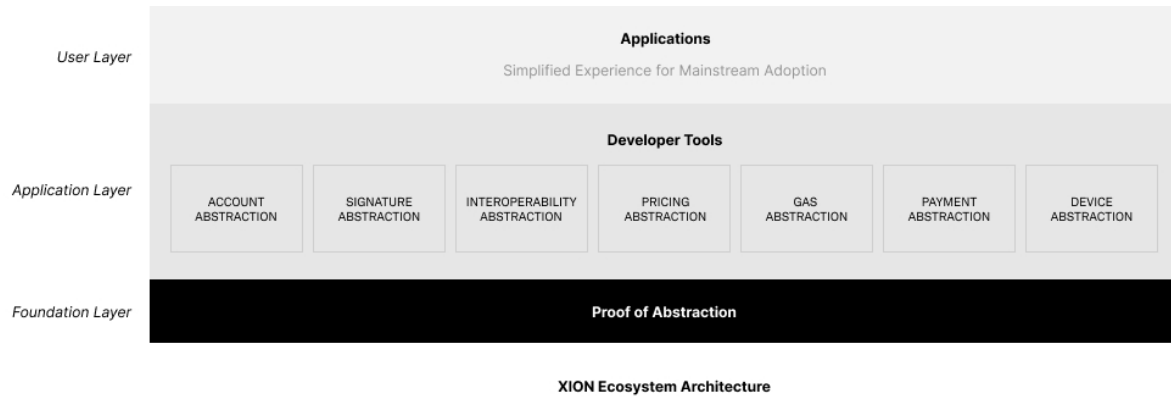 User Layer
Applications
Simplified Experience for Mainstream Adoption
Application Layer
Developer Tools
ACCOUNT
ABSTRACTION
SIGNATURE
ABSTRACTION
INTEROPERABILITY
ABSTRACTION
PRICING
ABSTRACTION
GAS
ABSTRACTION
PAYMENT
ABSTRACTION
DEVICE
ABSTRACTION
Foundation Layer
Proof of Abstraction
XION Ecosystem Architecture